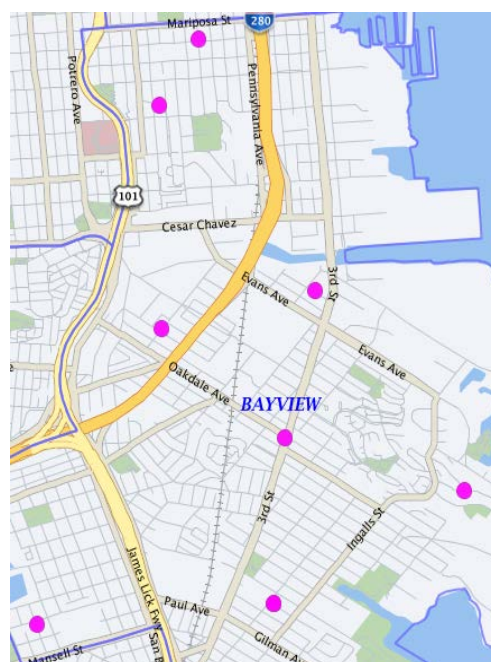 Mariposa St
280
Potrero Ave
Pennsylvania Ave
101
Cesar Chavez
3rd St
Evans Ave
Evans Ave
Oakdale Ave
BAYVIEW
3rd St
Ingalls St
James Lick Fwy
Paul Ave
San B
Gilman Ave
Mansell St